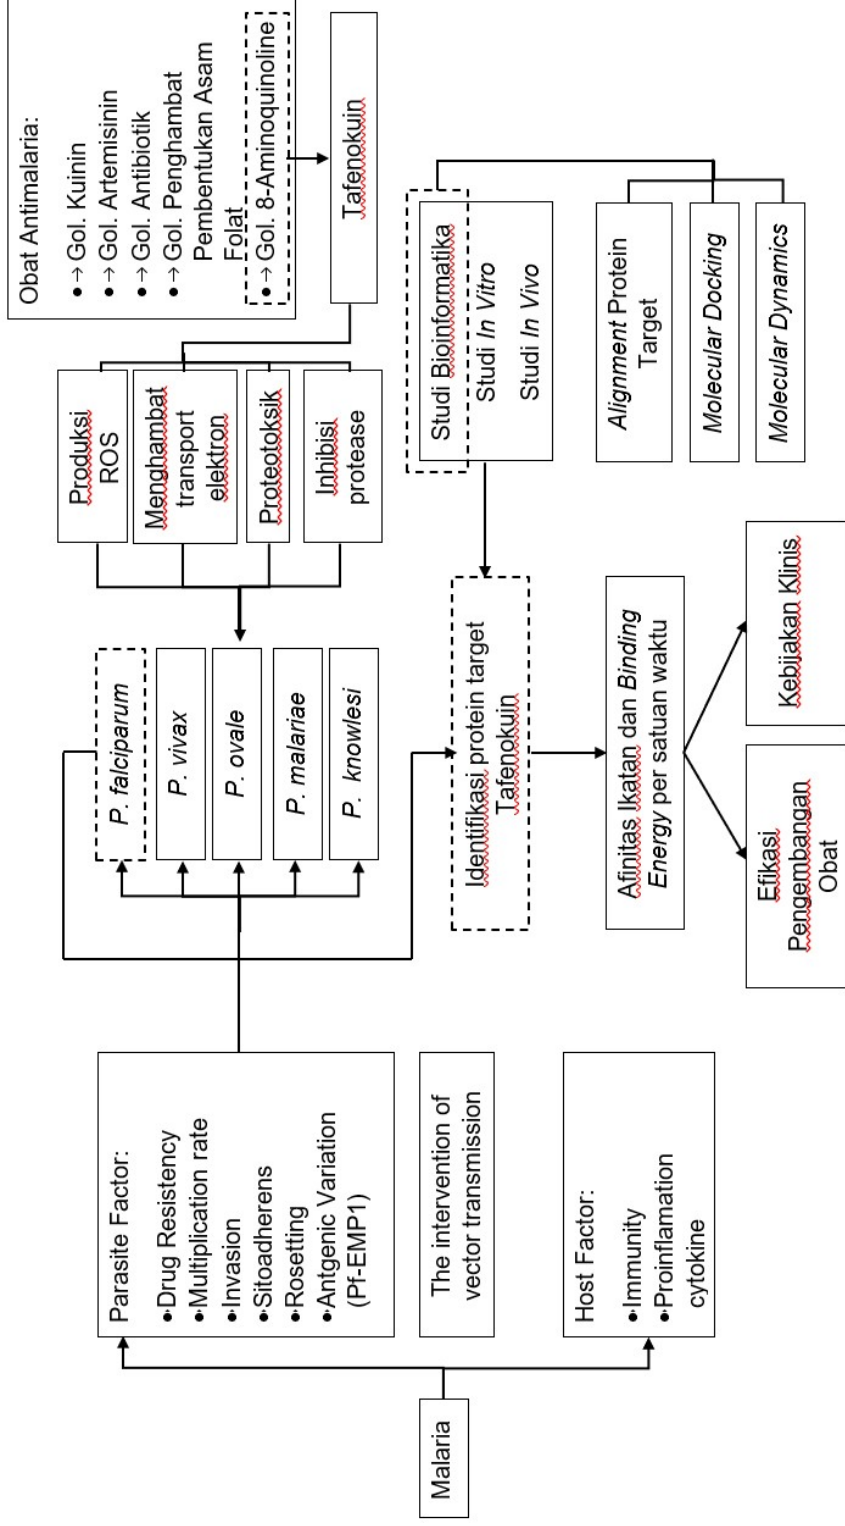 Malaria
Parasite Factor:
•Drug Resistency
•Multiplication rate
•Invasion
•Sitoadherens
•Rosetting
•Antgenic Variation
(Pf-EMP1)
The intervention of
vector transmission
Host Factor:
•Immunity
•Proinflamation
cytokine
P. falciparum
P. vivax
P. ovale
P. malariae
P. knowlesi
Identifikasi protein target
Tafenokuin
Afinitas Ikatan dan Binding
Energy per satuan waktu
Efikasi
Pengembangan
Obat
Kebijakan Klinis
Produksi
ROS
Menghambat
transport
elektron
Proteotoksik
Inhibisi
protease
Studi Bioinformatika
Studi In Vitro
Studi In Vivo
Alignment Protein
Target
Molecular Docking
Molecular Dynamics
Obat Antimalaria:
•→ Gol. Kuinin
•→ Gol. Artemisinin
•→ Gol. Antibiotik
•→ Gol. Penghambat
Pembentukan Asam
Folat
•→ Gol. 8-Aminoquinoline
Tafenokuin